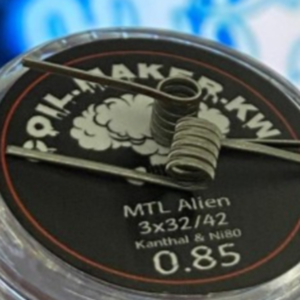 COIL.MAKER.KW
MTL Alien
3x32/42
Kanthal & Ni80
0.85